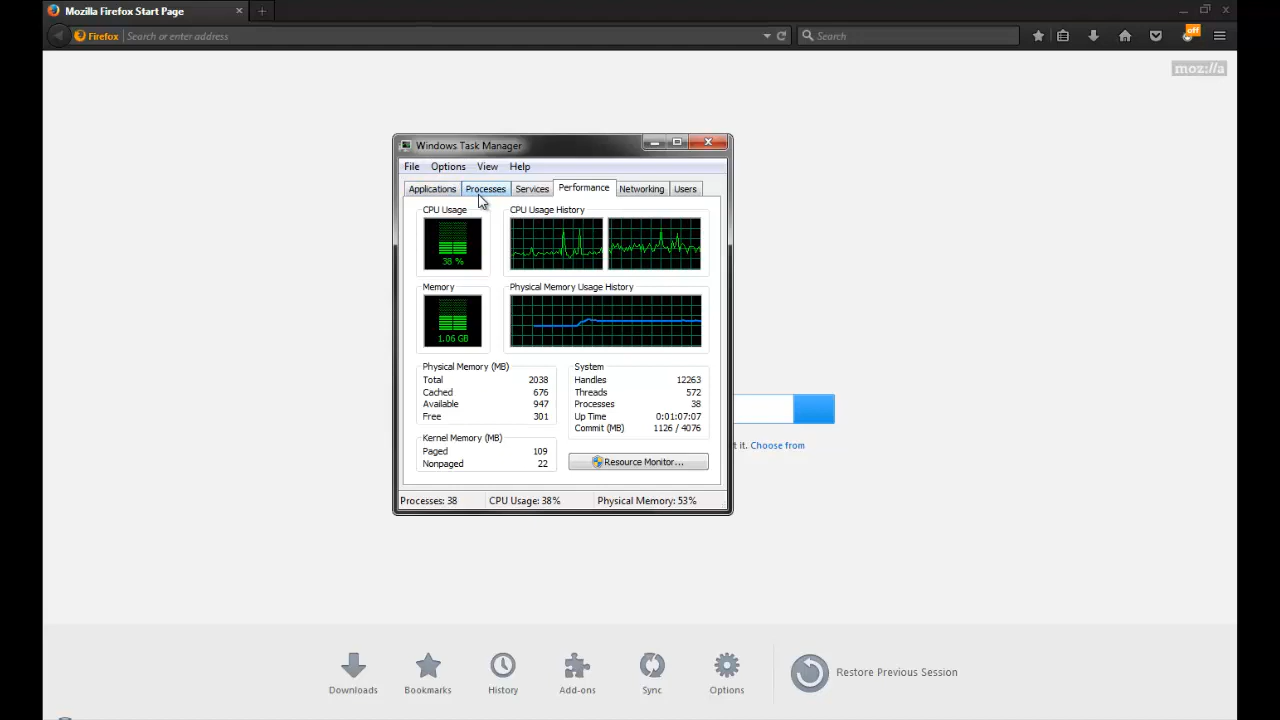 Mozilla Firefox Start Page
Firefox Search or enter address Search off
moz://a
Windows Task Manager
File Options View Help
Applications Processes Services Performance Networking Users
CPU Usage CPU Usage History
38 %
Memory Physical Memory Usage History
1.06 GB
Physical Memory (MB)
Total 2038
Cached 676
Available 947
Free 301
Kernel Memory (MB)
Paged 109
Nonpaged 22
System
Handles 12263
Threads 572
Processes 38
Up Time 0:01:07:07
Commit (MB) 1126 / 4076
Resource Monitor...
Processes: 38 CPU Usage: 38% Physical Memory: 53%
t it. Choose from
Downloads Bookmarks History Add-ons Sync Options Restore Previous Session